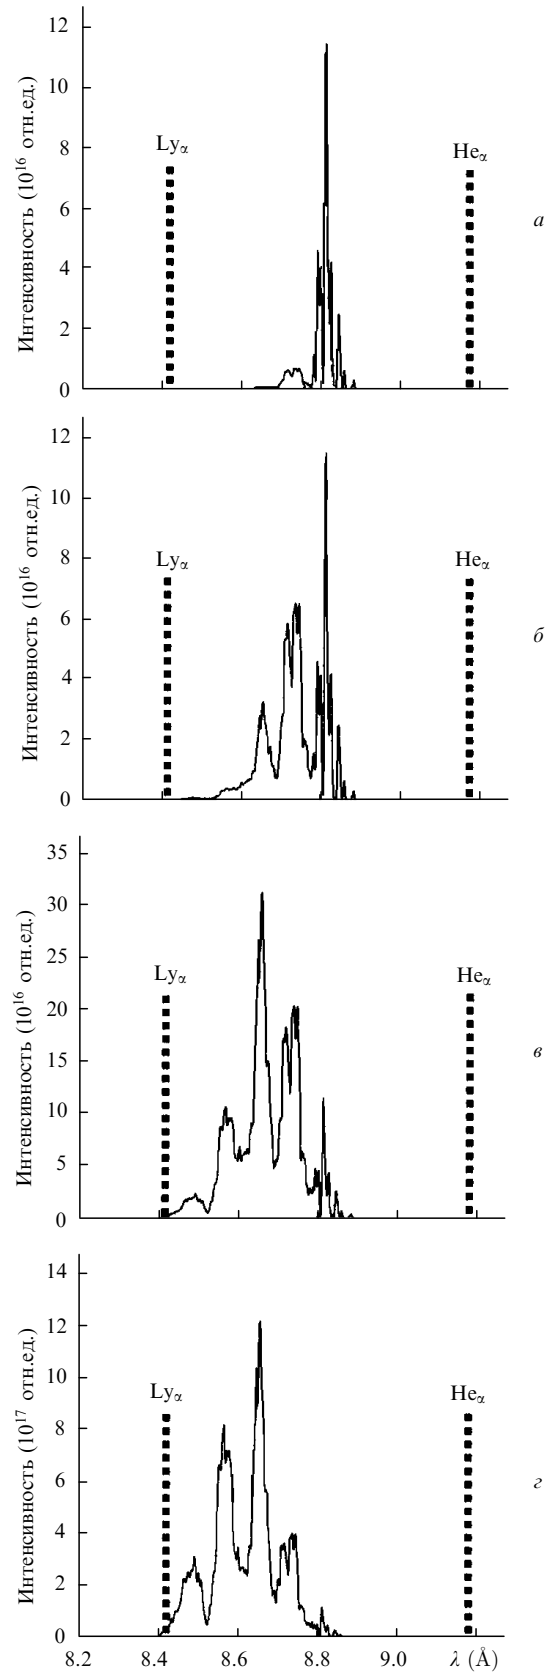 12
10
8
6
4
2
0
Интенсивность (10¹⁶ отн.ед.)
Lyα
Heα
а
12
10
8
6
4
2
0
Интенсивность (10¹⁶ отн.ед.)
Lyα
Heα
б
35
30
25
20
15
10
5
0
Интенсивность (10¹⁶ отн.ед.)
Lyα
Heα
в
14
12
10
8
6
4
2
0
Интенсивность (10¹⁷ отн.ед.)
Lyα
Heα
г
8.2 8.4 8.6 8.8 9.0 λ (Å)